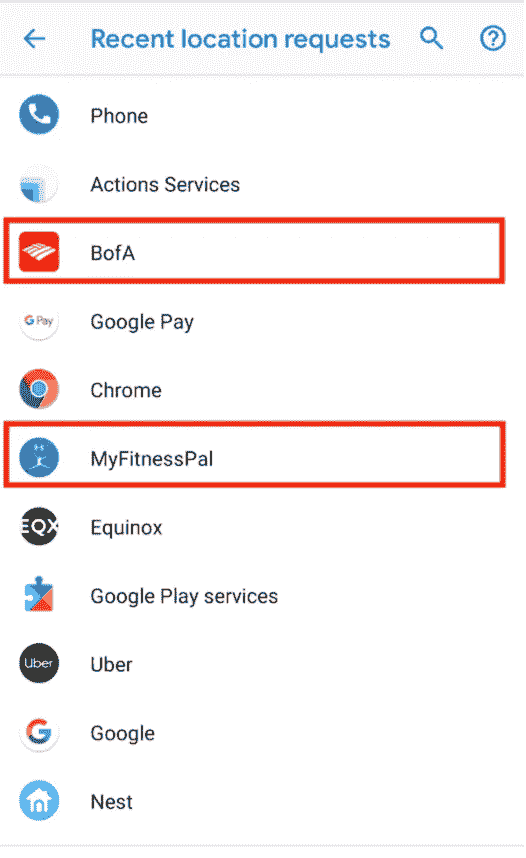 Recent location requests
Phone
Actions Services
BofA
G Pay
Google Pay
Chrome
MyFitnessPal
EQX
Equinox
Google Play services
Uber
Uber
G
Google
Nest